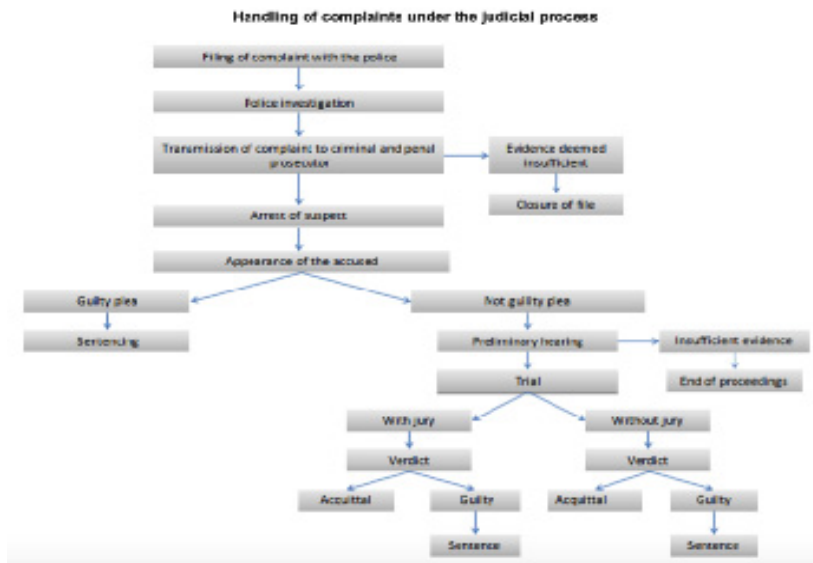 Handling of complaints under the judicial process
Filing of complaint with the police
Police investigation
Transmission of complaint to criminal and penal
prosecutor
Evidence deemed
insufficient
Closure of file
Arrest of suspect
Appearance of the accused
Guilty plea
Not guilty plea
Sentencing
Preliminary hearing
Insufficient evidence
Trial
End of proceedings
With jury
Without jury
Verdict
Verdict
Acquittal
Guilty
Acquittal
Guilty
Sentence
Sentence